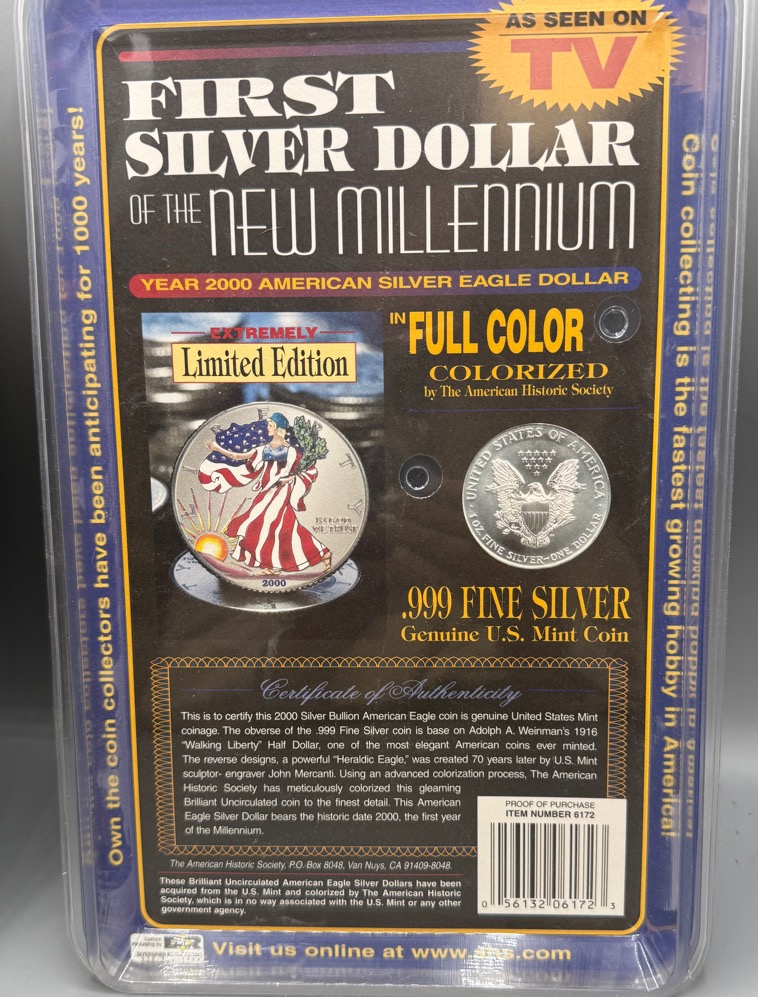 AS SEEN ON
TV
FIRST
SILVER DOLLAR
OF THE NEW MILLENNIUM
YEAR 2000 AMERICAN SILVER EAGLE DOLLAR
EXTREMELY
Limited Edition
LIBERTY
IN GOD
WE TRUST
2000
IN FULL COLOR
COLORIZED
by The American Historic Society
UNITED STATES OF AMERICA
1 OZ. FINE SILVER~ONE DOLLAR
.999 FINE SILVER
Genuine U.S. Mint Coin
Certificate of Authenticity
This is to certify this 2000 Silver Bullion American Eagle coin is genuine United States Mint
coinage. The obverse of the .999 Fine Silver coin is base on Adolph A. Weinman's 1916
"Walking Liberty" Half Dollar, one of the most elegant American coins ever minted.
The reverse designs, a powerful "Heraldic Eagle," was created 70 years later by U.S. Mint
sculptor- engraver John Mercanti. Using an advanced colorization process, The American
Historic Society has meticulously colorized this gleaming
Brilliant Uncirculated coin to the finest detail. This American
Eagle Silver Dollar bears the historic date 2000, the first year
of the Millennium.
PROOF OF PURCHASE
ITEM NUMBER 6172
0 56132 06172 3
The American Historic Society, P.O. Box 8048, Van Nuys, CA 91409-8048.
These Brilliant Uncirculated American Eagle Silver Dollars have been
acquired from the U.S. Mint and colorized by The American Historic
Society, which is in no way associated with the U.S. Mint or any other
government agency.
Own the coin collectors have been anticipating for 1000 years!
Coin collecting is the fastest growing hobby in America!
Visit us online at www. .com